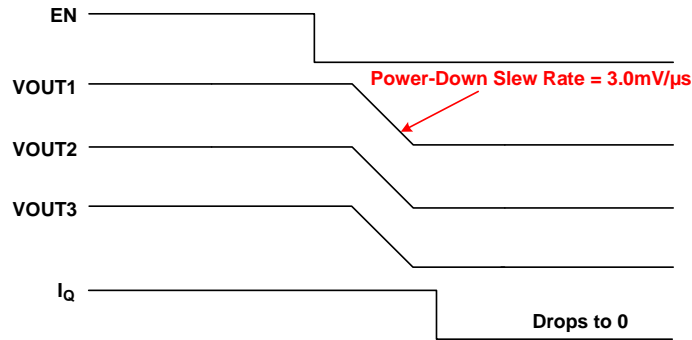 EN
Power-Down Slew Rate = 3.0mV/µs
VOUT1
VOUT2
VOUT3
IQ
Drops to 0